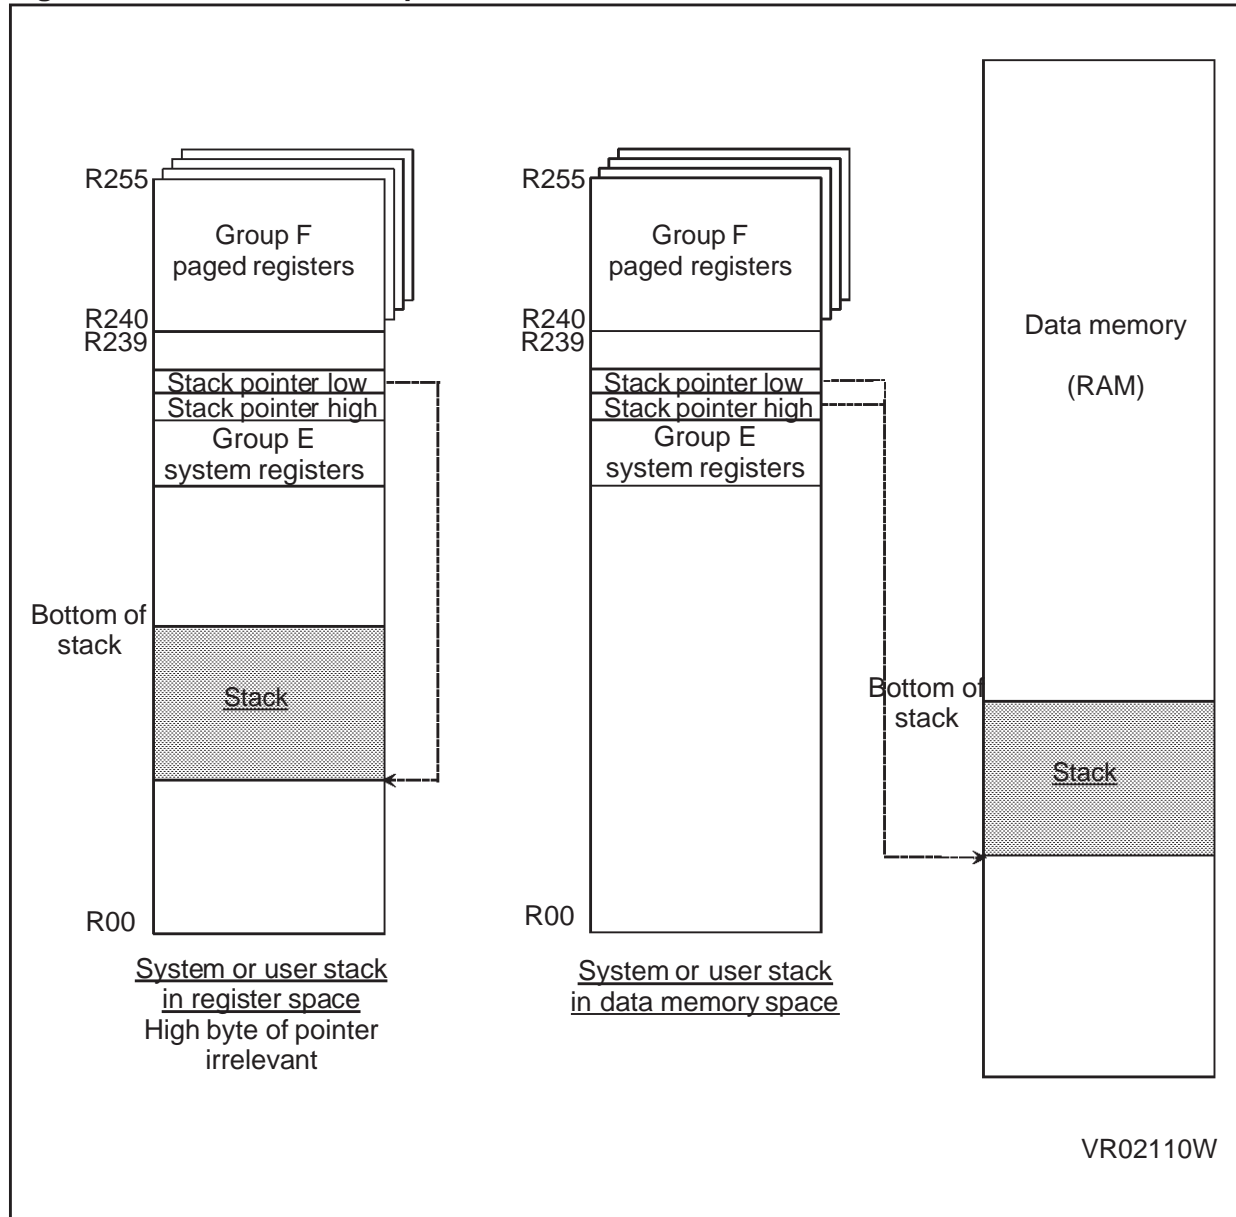 R255
Group F
paged registers
R240
R239
Stack pointer low
Stack pointer high
Group E
system registers
Bottom of
stack
Stack
R00
System or user stack
in register space
High byte of pointer
irrelevant
R255
Group F
paged registers
R240
R239
Stack pointer low
Stack pointer high
Group E
system registers
R00
System or user stack
in data memory space
Data memory
(RAM)
Bottom of
stack
Stack
VR02110W